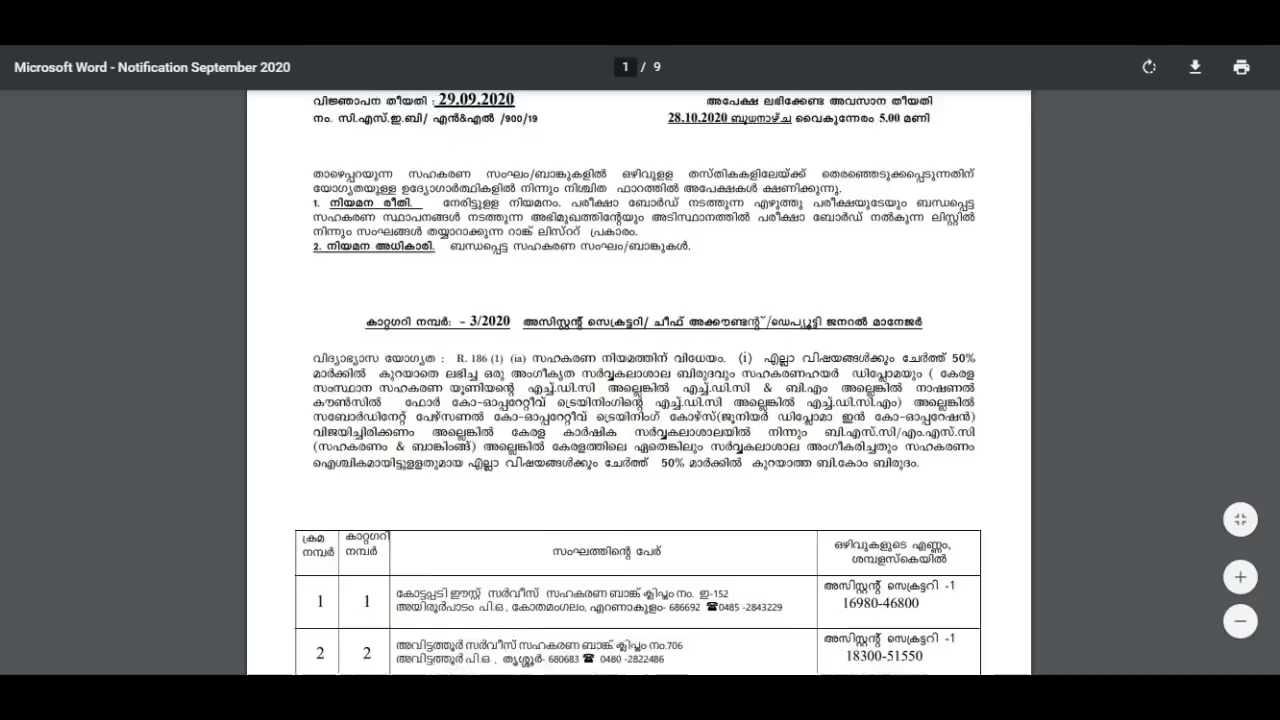 Microsoft Word - Notification September 2020
1 / 9
വിജ്ഞാപന തീയതി : 29.09.2020
അപേക്ഷ ലഭിക്കേണ്ട അവസാന തീയതി
നം. സി.എസ്.ഇ.ബി/ എൻ&എൽ /900/19
28.10.2020 ബുധനാഴ്ച വൈകുന്നേരം 5.00 മണി
താഴെപ്പറയുന്ന സഹകരണ സംഘം/ബാങ്കുകളിൽ ഒഴിവുളള തസ്തികകളിലേയ്ക്ക് തെരഞ്ഞെടുക്കപ്പെടുന്നതിന്
യോഗ്യതയുള്ള ഉദ്യോഗാർത്ഥികളിൽ നിന്നും നിശ്ചിത ഫാറത്തിൽ അപേക്ഷകൾ ക്ഷണിക്കുന്നു.
1. നിയമന രീതി. നേരിട്ടുളള നിയമനം. പരീക്ഷാ ബോർഡ് നടത്തുന്ന എഴുത്തു പരീക്ഷയുടേയും ബന്ധപ്പെട്ട
സഹകരണ സ്ഥാപനങ്ങൾ നടത്തുന്ന അഭിമുഖത്തിന്റേയും അടിസ്ഥാനത്തിൽ പരീക്ഷാ ബോർഡ് നൽകുന്ന ലിസ്റ്റിൽ
നിന്നും സംഘങ്ങൾ തയ്യാറാക്കുന്ന റാങ്ക് ലിസ്ററ് പ്രകാരം.
2. നിയമന അധികാരി. ബന്ധപ്പെട്ട സഹകരണ സംഘം/ബാങ്കുകൾ.
കാറ്റഗറി നമ്പർ: - 3/2020 അസിസ്റ്റന്റ് സെക്രട്ടറി/ ചീഫ് അക്കൗണ്ടന്റ് /ഡെപ്യൂട്ടി ജനറൽ മാനേജർ
വിദ്യാഭ്യാസ യോഗ്യത : R. 186 (1) (ia) സഹകരണ നിയമത്തിന് വിധേയം. (i) എല്ലാ വിഷയങ്ങൾക്കും ചേർത്ത് 50%
മാർക്കിൽ കുറയാതെ ലഭിച്ച ഒരു അംഗീകൃത സർവ്വകലാശാല ബിരുദവും സഹകരണഹയർ ഡിപ്ലോമയും ( കേരള
സംസ്ഥാന സഹകരണ യൂണിയന്റെ എച്ച്.ഡി.സി അല്ലെങ്കിൽ എച്ച്.ഡി.സി & ബി.എം അല്ലെങ്കിൽ നാഷണൽ
കൗൺസിൽ ഫോർ കോ-ഓപ്പറേറ്റീവ് ട്രെയിനിംഗിന്റെ എച്ച്.ഡി.സി അല്ലെങ്കിൽ എച്ച്.ഡി.സി.എം) അല്ലെങ്കിൽ
സബോർഡിനേറ്റ് പേഴ്സണൽ കോ-ഓപ്പറേറ്റീവ് ട്രെയിനിംഗ് കോഴ്സ്(ജൂനിയർ ഡിപ്ലോമാ ഇൻ കോ-ഓപ്പറേഷൻ)
വിജയിച്ചിരിക്കണം അല്ലെങ്കിൽ കേരള കാർഷിക സർവ്വകലാശാലയിൽ നിന്നും ബി.എസ്.സി/എം.എസ്.സി
(സഹകരണം & ബാങ്കിംങ്ങ്) അല്ലെങ്കിൽ കേരളത്തിലെ ഏതെങ്കിലും സർവ്വകലാശാല അംഗീകരിച്ചതും സഹകരണം
ഐശ്ചികമായിട്ടുളളതുമായ എല്ലാ വിഷയങ്ങൾക്കും ചേർത്ത് 50% മാർക്കിൽ കുറയാത്ത ബി.കോം ബിരുദം.
ക്രമ നമ്പർ
കാറ്റഗറി നമ്പർ
സംഘത്തിന്റെ പേര്
ഒഴിവുകളുടെ എണ്ണം,
ശമ്പളസ്കെയിൽ
1 1 കോട്ടപ്പടി ഈസ്റ്റ് സർവീസ് സഹകരണ ബാങ്ക് ക്ലിപ്തം നം. ഇ-152
അയിരൂർപാടം പി.ഒ., കോതമംഗലം, എറണാകുളം- 686692 ☎0485 -2843229
അസിസ്റ്റന്റ് സെക്രട്ടറി -1
16980-46800
2 2 അവിട്ടത്തൂർ സർവീസ് സഹകരണ ബാങ്ക് ക്ലിപ്തം നം.706
അവിട്ടത്തൂർ പി.ഒ , തൃശ്ശൂർ- 680683 ☎ 0480 -2822486
അസിസ്റ്റന്റ് സെക്രട്ടറി -1
18300-51550